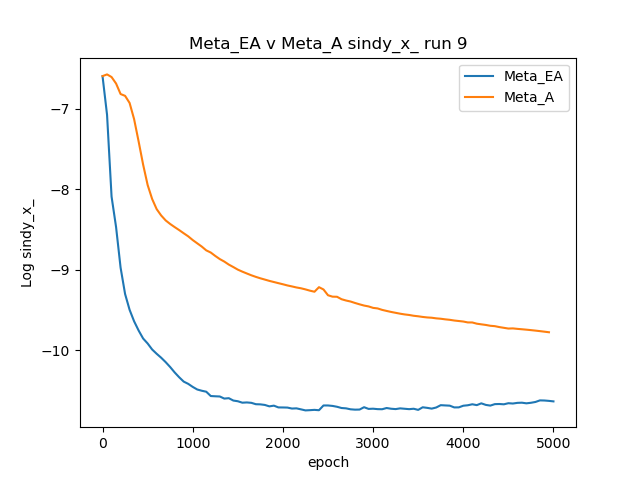 Meta_EA v Meta_A sindy_x_ run 9
Meta_EA
Meta_A
Log sindy_x_
−7
−8
−9
−10
0
1000
2000
3000
4000
5000
epoch